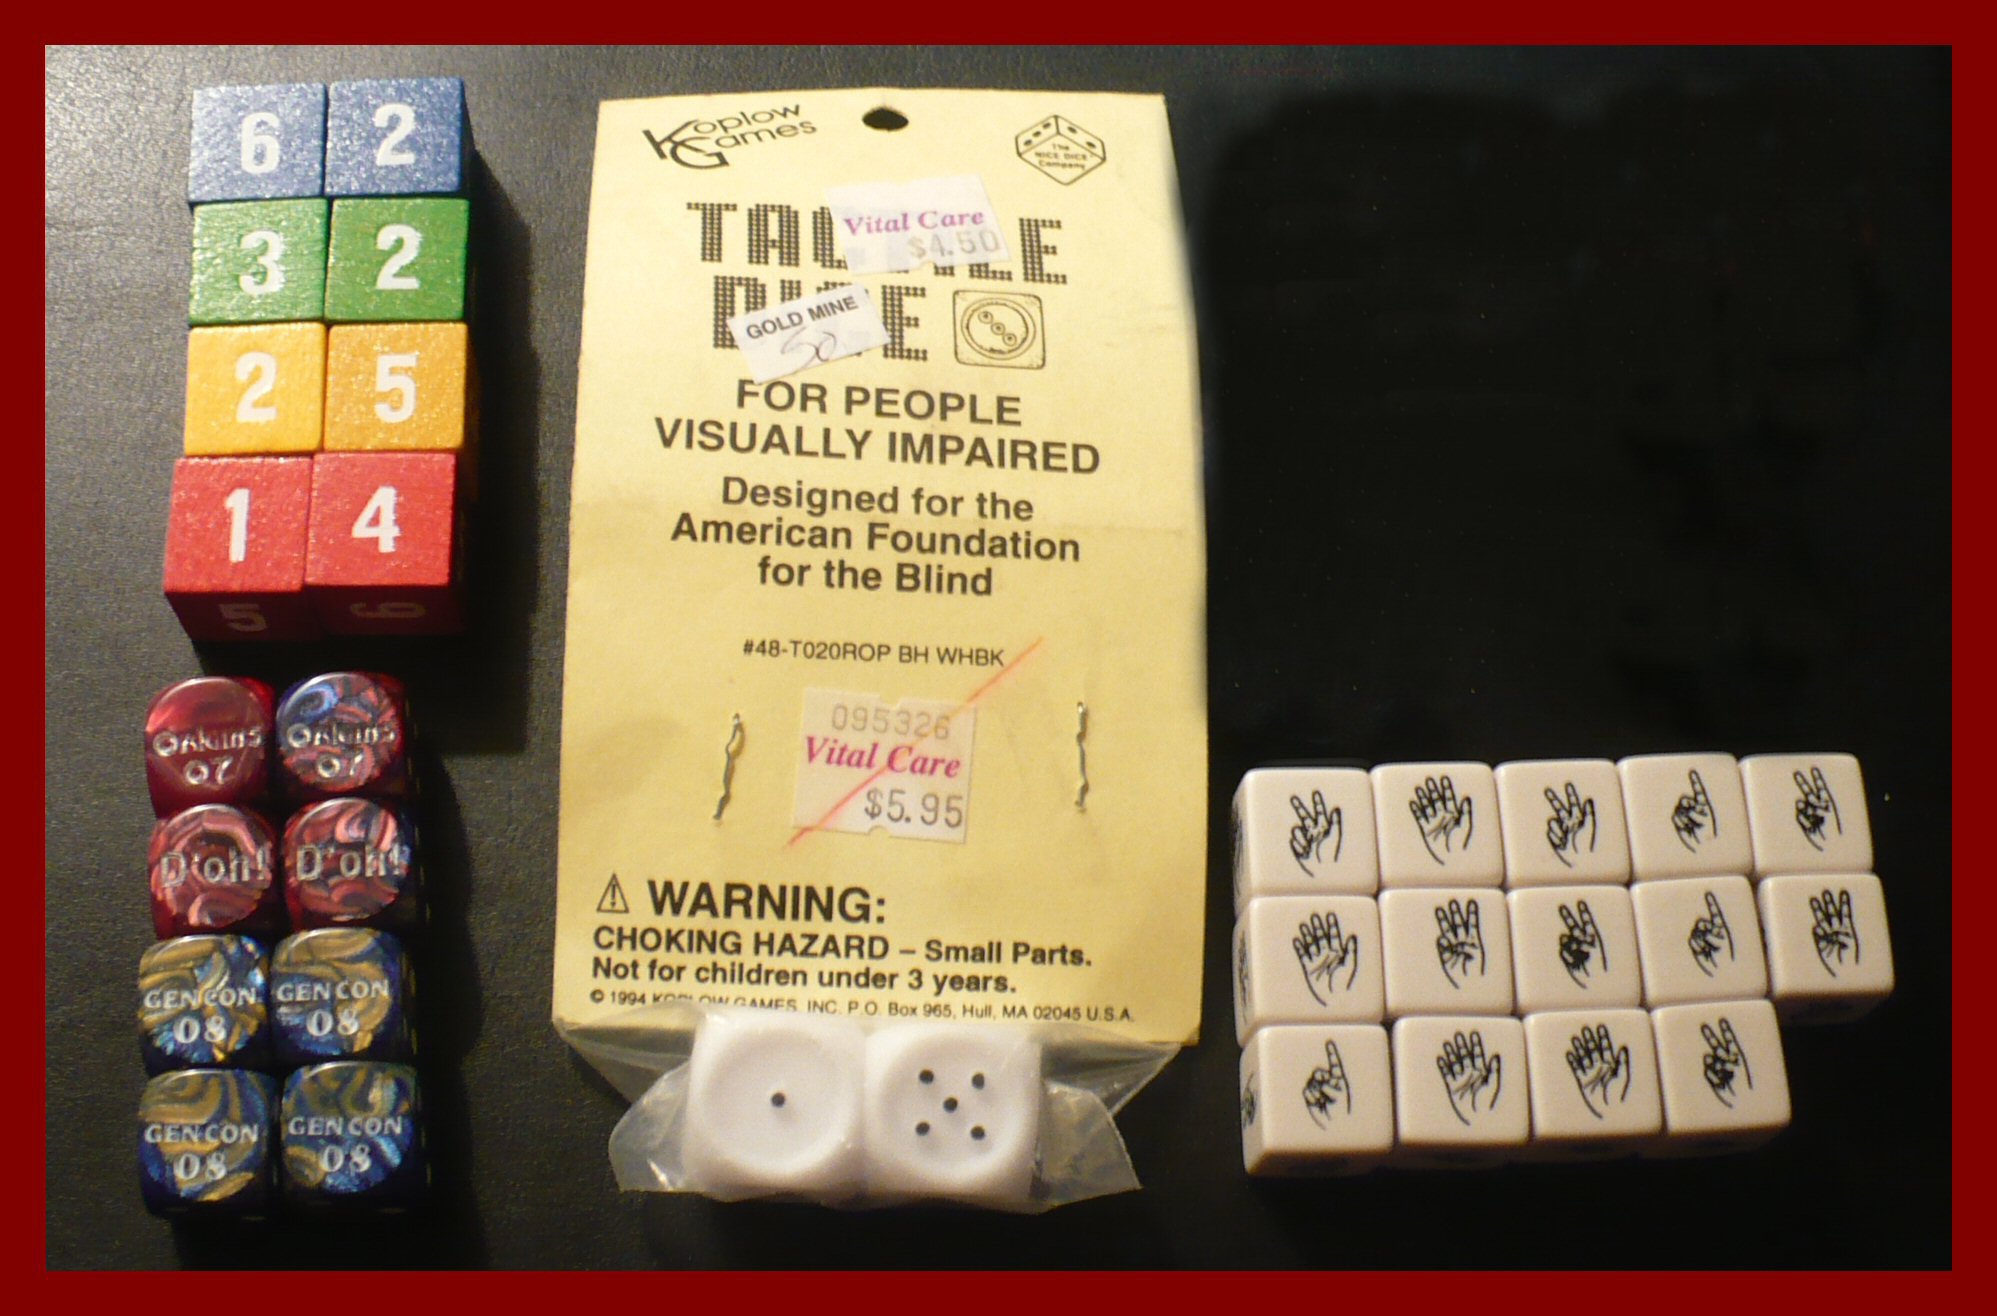 6 2
3 2
2 5
1 4
5 6
Origins
07
Origins
07
D'oh! D'oh!
GEN CON
08
GEN CON
08
GEN CON
08
GEN CON
08
Koplow
Games
The
NICE DICE
Company
Vital Care
$4.50
GOLD MINE
50
FOR PEOPLE
VISUALLY IMPAIRED
Designed for the
American Foundation
for the Blind
#48-T020ROP BH WHBK
095326
Vital Care
$5.95
⚠ WARNING:
CHOKING HAZARD – Small Parts.
Not for children under 3 years.
© 1994 KOPLOW GAMES, INC. P.O. Box 965, Hull, MA 02045 U.S.A.